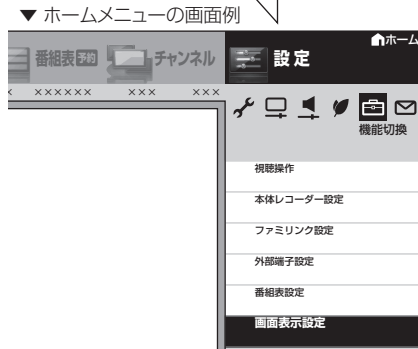 ▼ ホームメニューの画面例
ホーム
番組表 予約 チャンネル 設定
× ×××××× ××× ×××
機能切換
視聴操作
本体レコーダー設定
ファミリンク設定
外部端子設定
番組表設定
画面表示設定